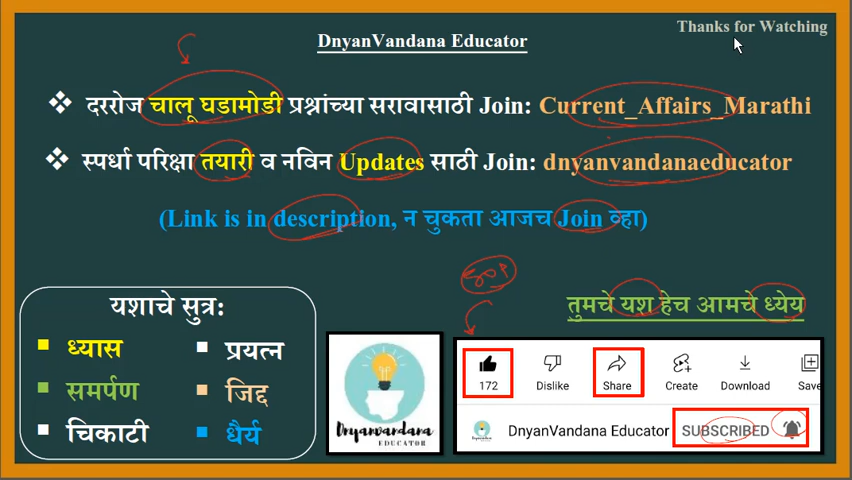 Thanks for Watching
DnyanVandana Educator
❖ दररोज चालू घडामोडी प्रश्नांच्या सरावासाठी Join: Current_Affairs_Marathi
❖ स्पर्धा परिक्षा तयारी व नविन Updates साठी Join: dnyanvandanaeducator
(Link is in description, न चुकता आजच Join व्हा)
तुमचे यश हेच आमचे ध्येय
यशाचे सुत्र:
ध्यास
प्रयत्न
समर्पण
जिद्द
चिकाटी
धैर्य
Dnyanvandana
EDUCATOR
172 Dislike Share Create Download Save
DnyanVandana Educator SUBSCRIBED